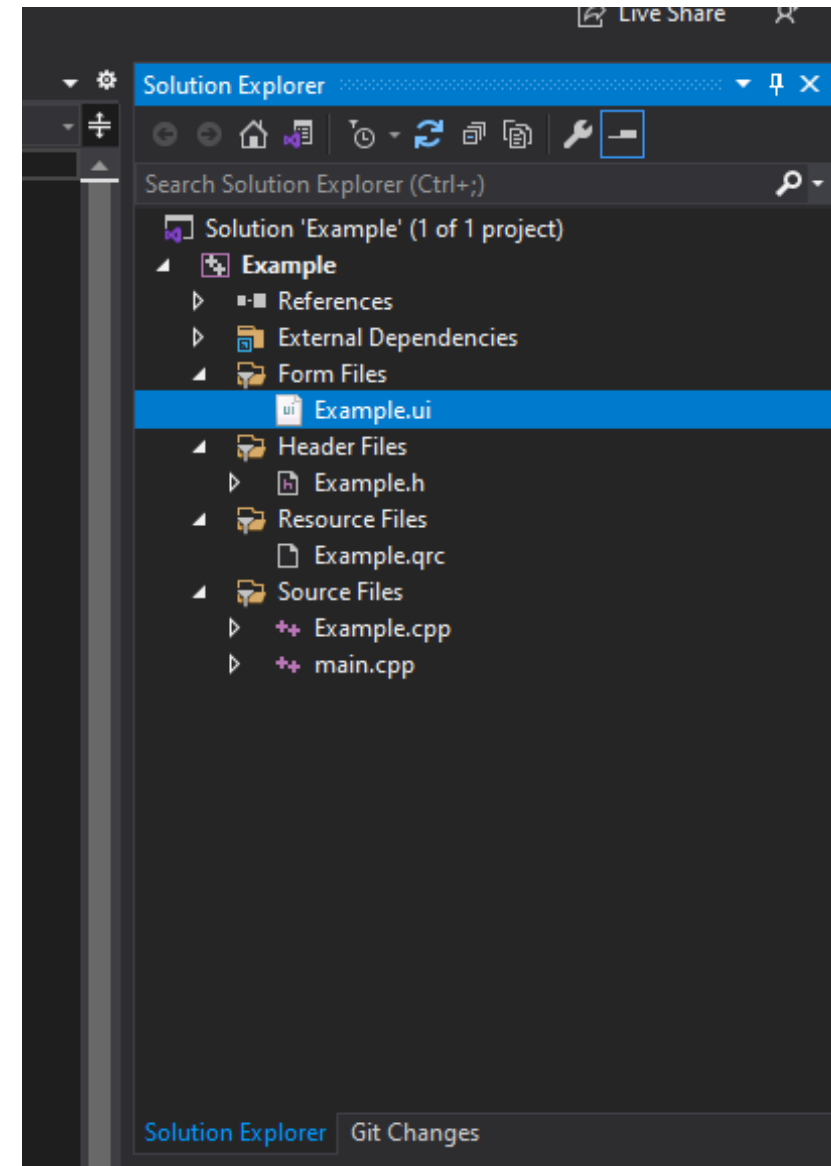 Live Share
Solution Explorer
Search Solution Explorer (Ctrl+;)
Solution 'Example' (1 of 1 project)
Example
References
External Dependencies
Form Files
ui Example.ui
Header Files
h Example.h
Resource Files
Example.qrc
Source Files
Example.cpp
main.cpp
Solution Explorer Git Changes